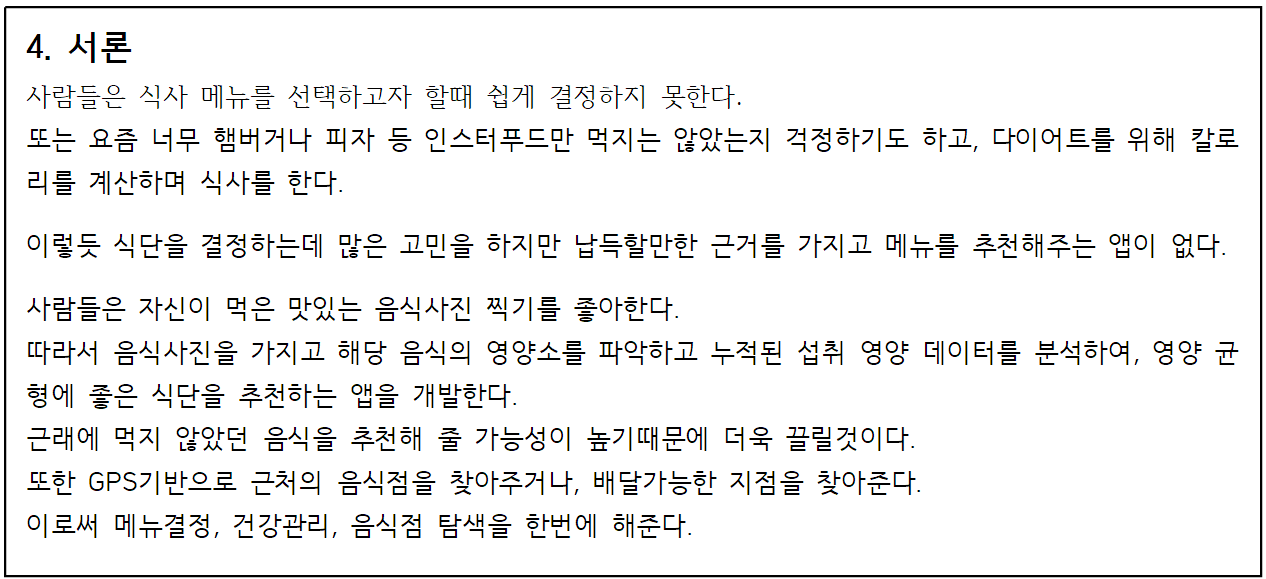 4. 서론
사람들은 식사 메뉴를 선택하고자 할때 쉽게 결정하지 못한다.
또는 요즘 너무 햄버거나 피자 등 인스터푸드만 먹지는 않았는지 걱정하기도 하고, 다이어트를 위해 칼로
리를 계산하며 식사를 한다.
이렇듯 식단을 결정하는데 많은 고민을 하지만 납득할만한 근거를 가지고 메뉴를 추천해주는 앱이 없다.
사람들은 자신이 먹은 맛있는 음식사진 찍기를 좋아한다.
따라서 음식사진을 가지고 해당 음식의 영양소를 파악하고 누적된 섭취 영양 데이터를 분석하여, 영양 균
형에 좋은 식단을 추천하는 앱을 개발한다.
근래에 먹지 않았던 음식을 추천해 줄 가능성이 높기때문에 더욱 끌릴것이다.
또한 GPS기반으로 근처의 음식점을 찾아주거나, 배달가능한 지점을 찾아준다.
이로써 메뉴결정, 건강관리, 음식점 탐색을 한번에 해준다.